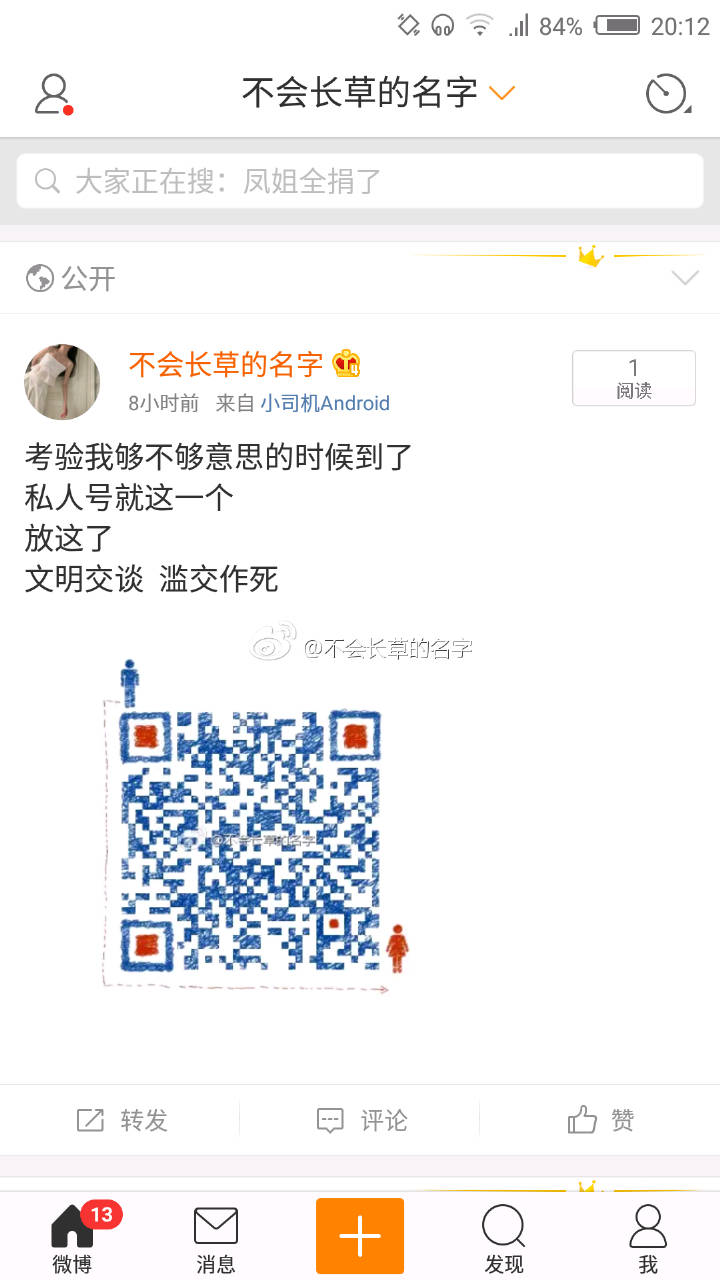 84% 20:12
不会长草的名字
大家正在搜：凤姐全捐了
公开
不会长草的名字
4
8小时前 来自 小司机Android
1
阅读
考验我够不够意思的时候到了
私人号就这一个
放这了
文明交谈 滥交作死
@不会长草的名字
@不会长草的名字
转发 评论 赞
13
微博 消息 发现 我